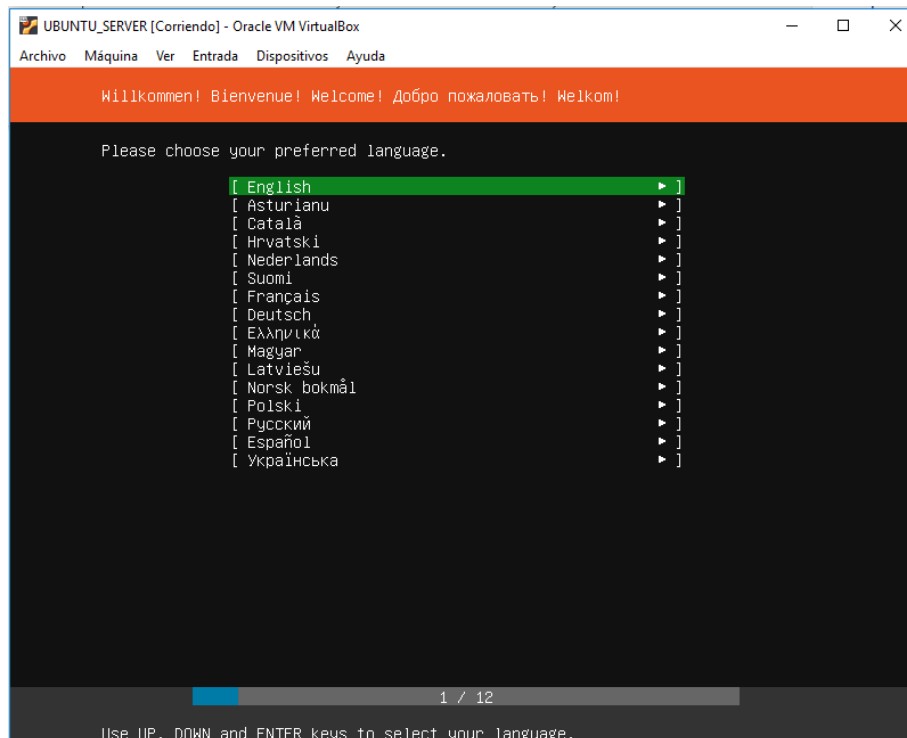 UBUNTU_SERVER [Corriendo] - Oracle VM VirtualBox
Archivo Máquina Ver Entrada Dispositivos Ayuda
Willkommen! Bienvenue! Welcome! Добро пожаловать! Welkom!
Please choose your preferred language.
[ English ► ]
[ Asturianu ► ]
[ Català ► ]
[ Hrvatski ► ]
[ Nederlands ► ]
[ Suomi ► ]
[ Français ► ]
[ Deutsch ► ]
[ Ελληνικά ► ]
[ Magyar ► ]
[ Latviešu ► ]
[ Norsk bokmål ► ]
[ Polski ► ]
[ Русский ► ]
[ Español ► ]
[ Українська ► ]
1 / 12
Use UP, DOWN and ENTER keys to select your language.